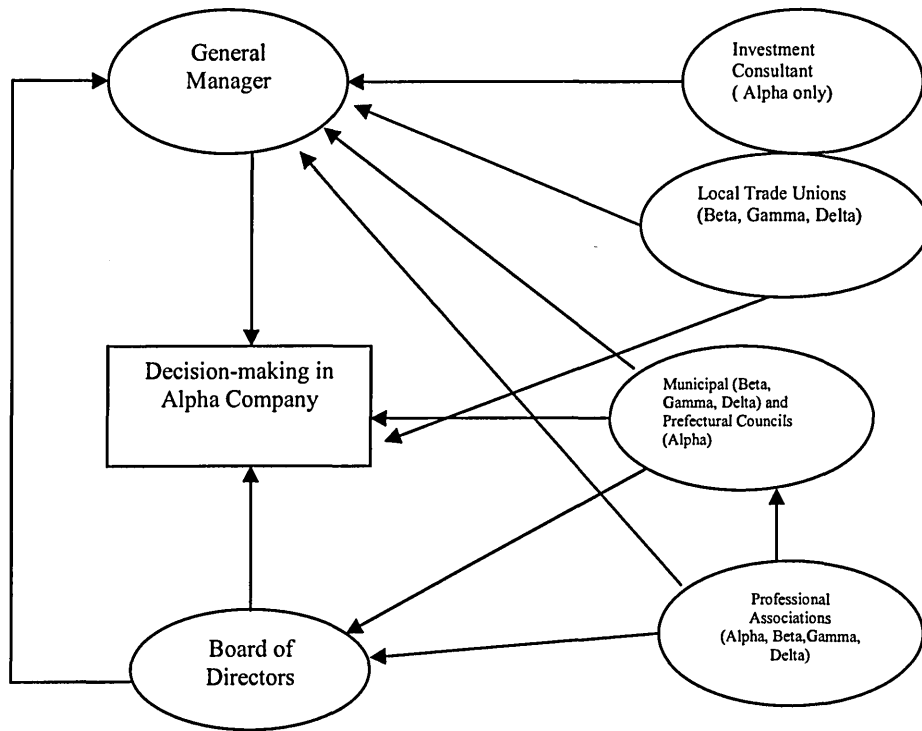 General
Manager
Investment
Consultant
( Alpha only)
Local Trade Unions
(Beta, Gamma, Delta)
Decision-making in
Alpha Company
Municipal (Beta,
Gamma, Delta) and
Prefectural Councils
(Alpha)
Professional
Associations
(Alpha, Beta,Gamma,
Delta)
Board of
Directors